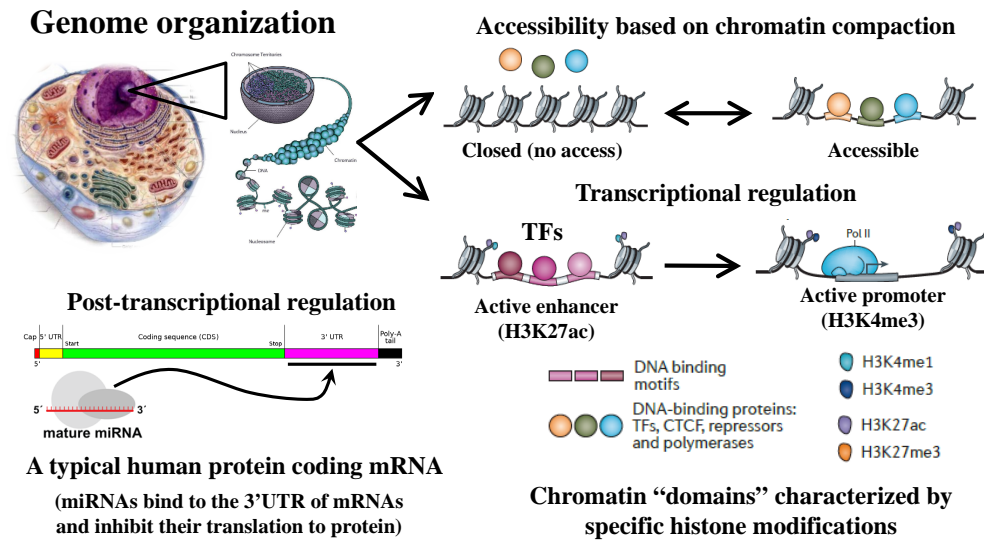 Genome organization
Chromosome Territories
Nucleus
Chromatin
DNA
Nucleosome
Accessibility based on chromatin compaction
Closed (no access)
Accessible
Transcriptional regulation
TFs
Pol II
Active enhancer
(H3K27ac)
Active promoter
(H3K4me3)
Post-transcriptional regulation
Cap 5' UTR
Coding sequence (CDS)
3' UTR
Poly-A
tail
Start
Stop
5'
3'
5´
3´
mature miRNA
A typical human protein coding mRNA
(miRNAs bind to the 3’UTR of mRNAs
and inhibit their translation to protein)
DNA binding
motifs
DNA-binding proteins:
TFs, CTCF, repressors
and polymerases
H3K4me1
H3K4me3
H3K27ac
H3K27me3
Chromatin “domains” characterized by
specific histone modifications